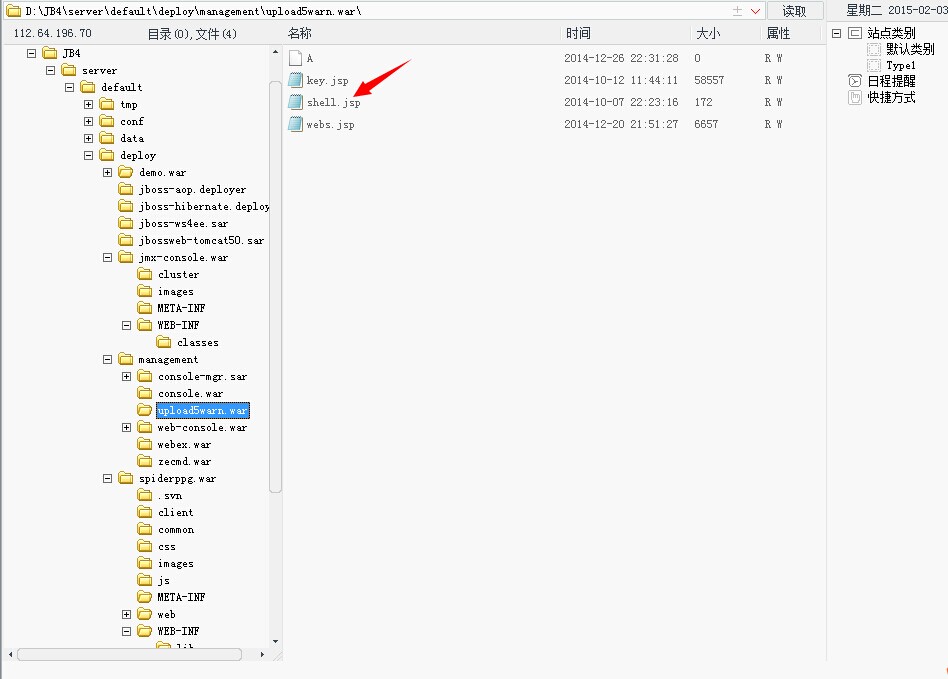 D:\JB4\server\default\deploy\management\upload5warn.war\
读取
星期二 2015-02-03
112.64.196.70 目录(0),文件(4)
名称 时间 大小 属性
A 2014-12-26 22:31:28 0 R W
key.jsp 2014-10-12 11:44:11 58557 R W
shell.jsp 2014-10-07 22:23:16 172 R W
webs.jsp 2014-12-20 21:51:27 6657 R W
JB4
server
default
tmp
conf
data
deploy
demo.war
jboss-aop.deployer
jboss-hibernate.deploy
jboss-ws4ee.sar
jbossweb-tomcat50.sar
jmx-console.war
cluster
images
META-INF
WEB-INF
classes
management
console-mgr.sar
console.war
upload5warn.war
web-console.war
webex.war
zecmd.war
spiderppg.war
.svn
client
common
css
images
js
META-INF
web
WEB-INF
lib
站点类别
默认类别
Type1
日程提醒
快捷方式